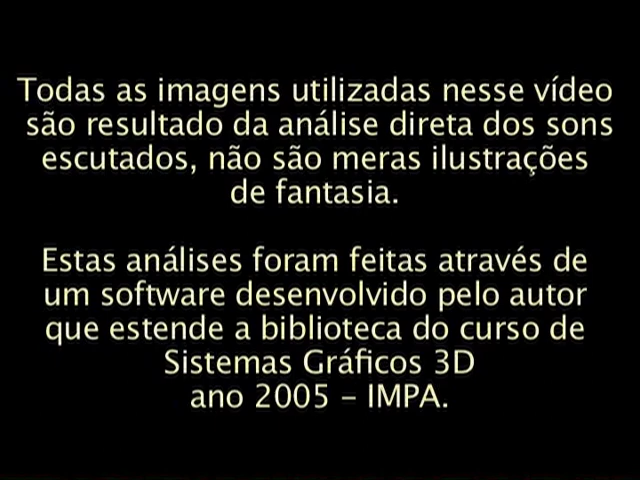 Todas as imagens utilizadas nesse vídeo
são resultado da análise direta dos sons
escutados, não são meras ilustrações
de fantasia.
Estas análises foram feitas através de
um software desenvolvido pelo autor
que estende a biblioteca do curso de
Sistemas Gráficos 3D
ano 2005 – IMPA.